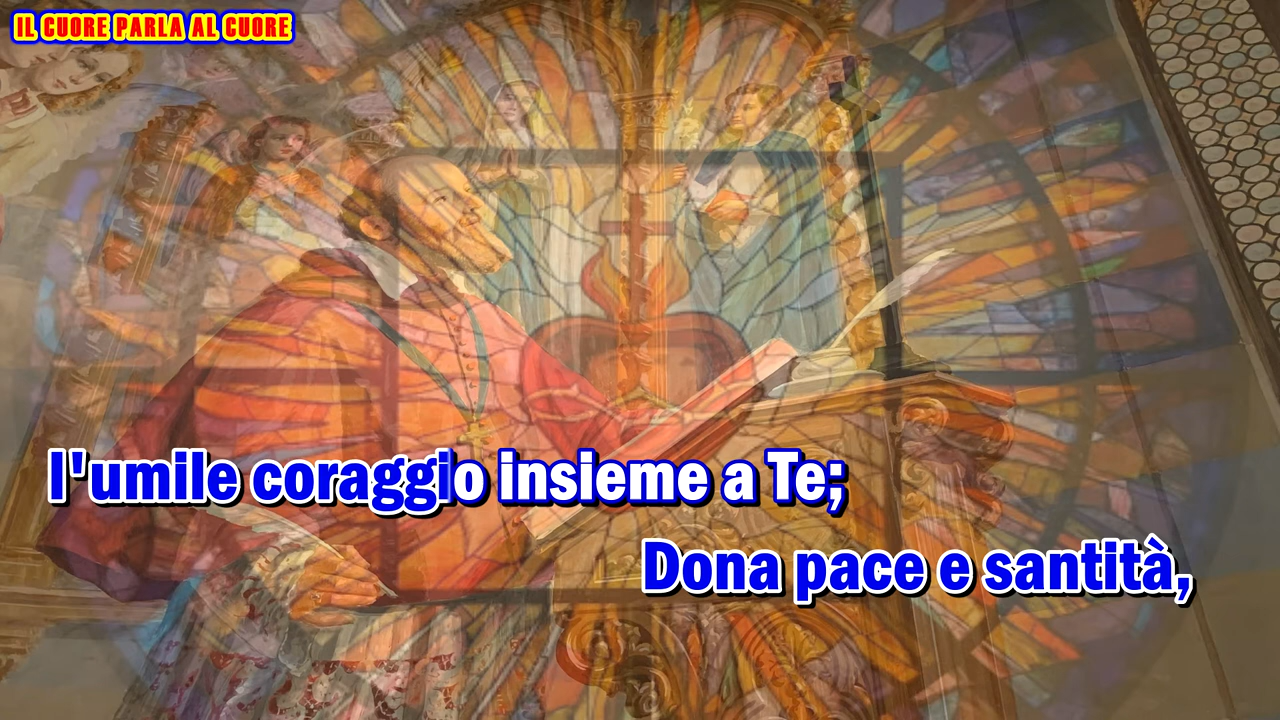 IL CUORE PARLA AL CUORE
l'umile coraggio insieme a Te;
Dona pace e santità,